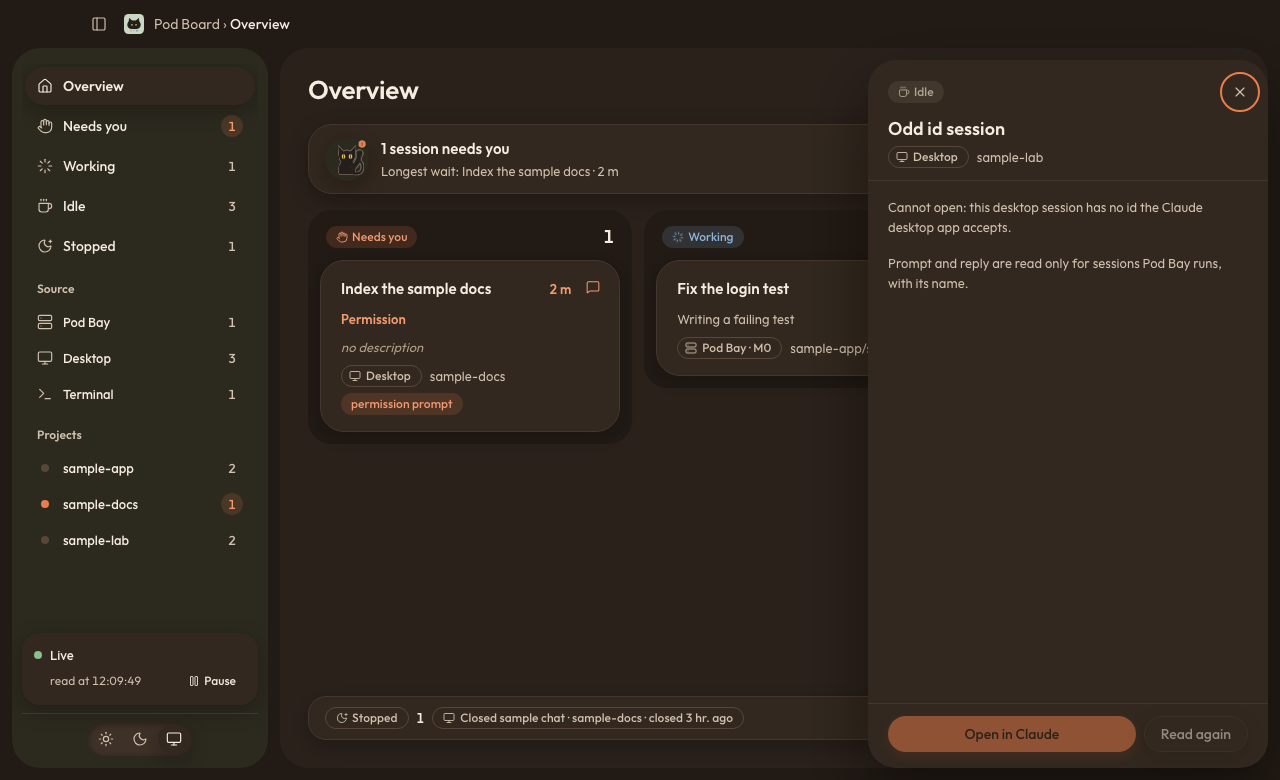 Pod Board › Overview
Overview
Needs you 1
Working 1
Idle 3
Stopped 1
Source
Pod Bay 1
Desktop 3
Terminal 1
Projects
sample-app 2
sample-docs 1
sample-lab 2
Live
read at 12:09:49 Pause
Overview
1 session needs you
Longest wait: Index the sample docs · 2 m
Needs you 1
Index the sample docs 2 m
Permission
no description
Desktop sample-docs
permission prompt
Working
Fix the login test
Writing a failing test
Pod Bay · M0 sample-app/
Stopped 1 Closed sample chat · sample-docs · closed 3 hr. ago
Idle
Odd id session
Desktop sample-lab
Cannot open: this desktop session has no id the Claude
desktop app accepts.
Prompt and reply are read only for sessions Pod Bay runs,
with its name.
Open in Claude Read again